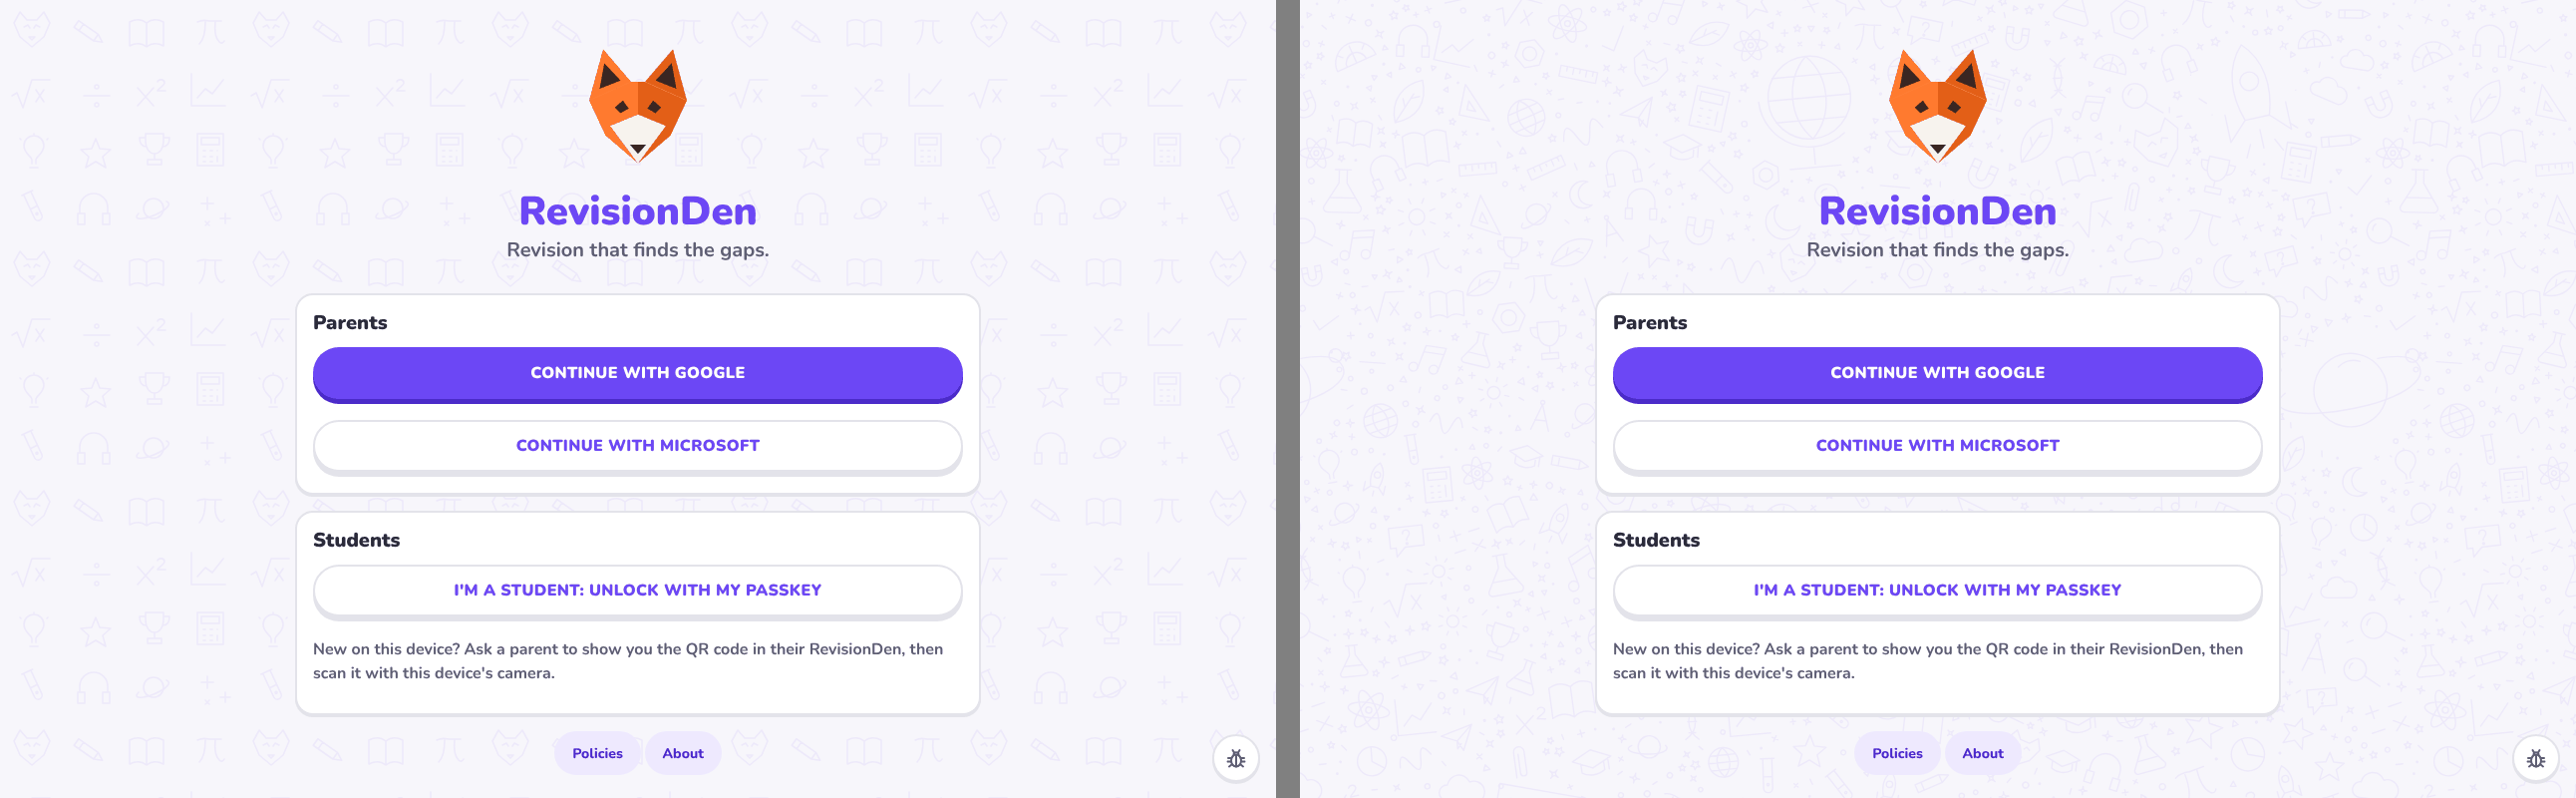 RevisionDen
Revision that finds the gaps.
Parents
CONTINUE WITH GOOGLE
CONTINUE WITH MICROSOFT
Students
I'M A STUDENT: UNLOCK WITH MY PASSKEY
New on this device? Ask a parent to show you the QR code in their RevisionDen, then
scan it with this device's camera.
Policies
About
RevisionDen
Revision that finds the gaps.
Parents
CONTINUE WITH GOOGLE
CONTINUE WITH MICROSOFT
Students
I'M A STUDENT: UNLOCK WITH MY PASSKEY
New on this device? Ask a parent to show you the QR code in their RevisionDen, then
scan it with this device's camera.
Policies
About